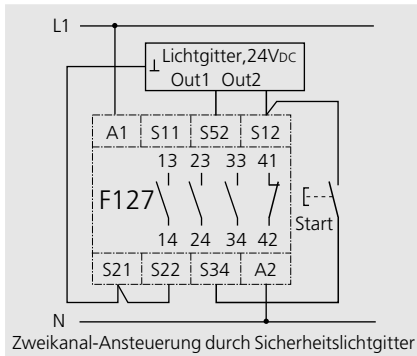 L1
⊥ Lichtgitter,24VDC
Out1 Out2
A1 S11 S52 S12
13 23 33 41
F127
Start
14 24 34 42
S21 S22 S34 A2
N
Zweikanal-Ansteuerung durch Sicherheitslichtgitter